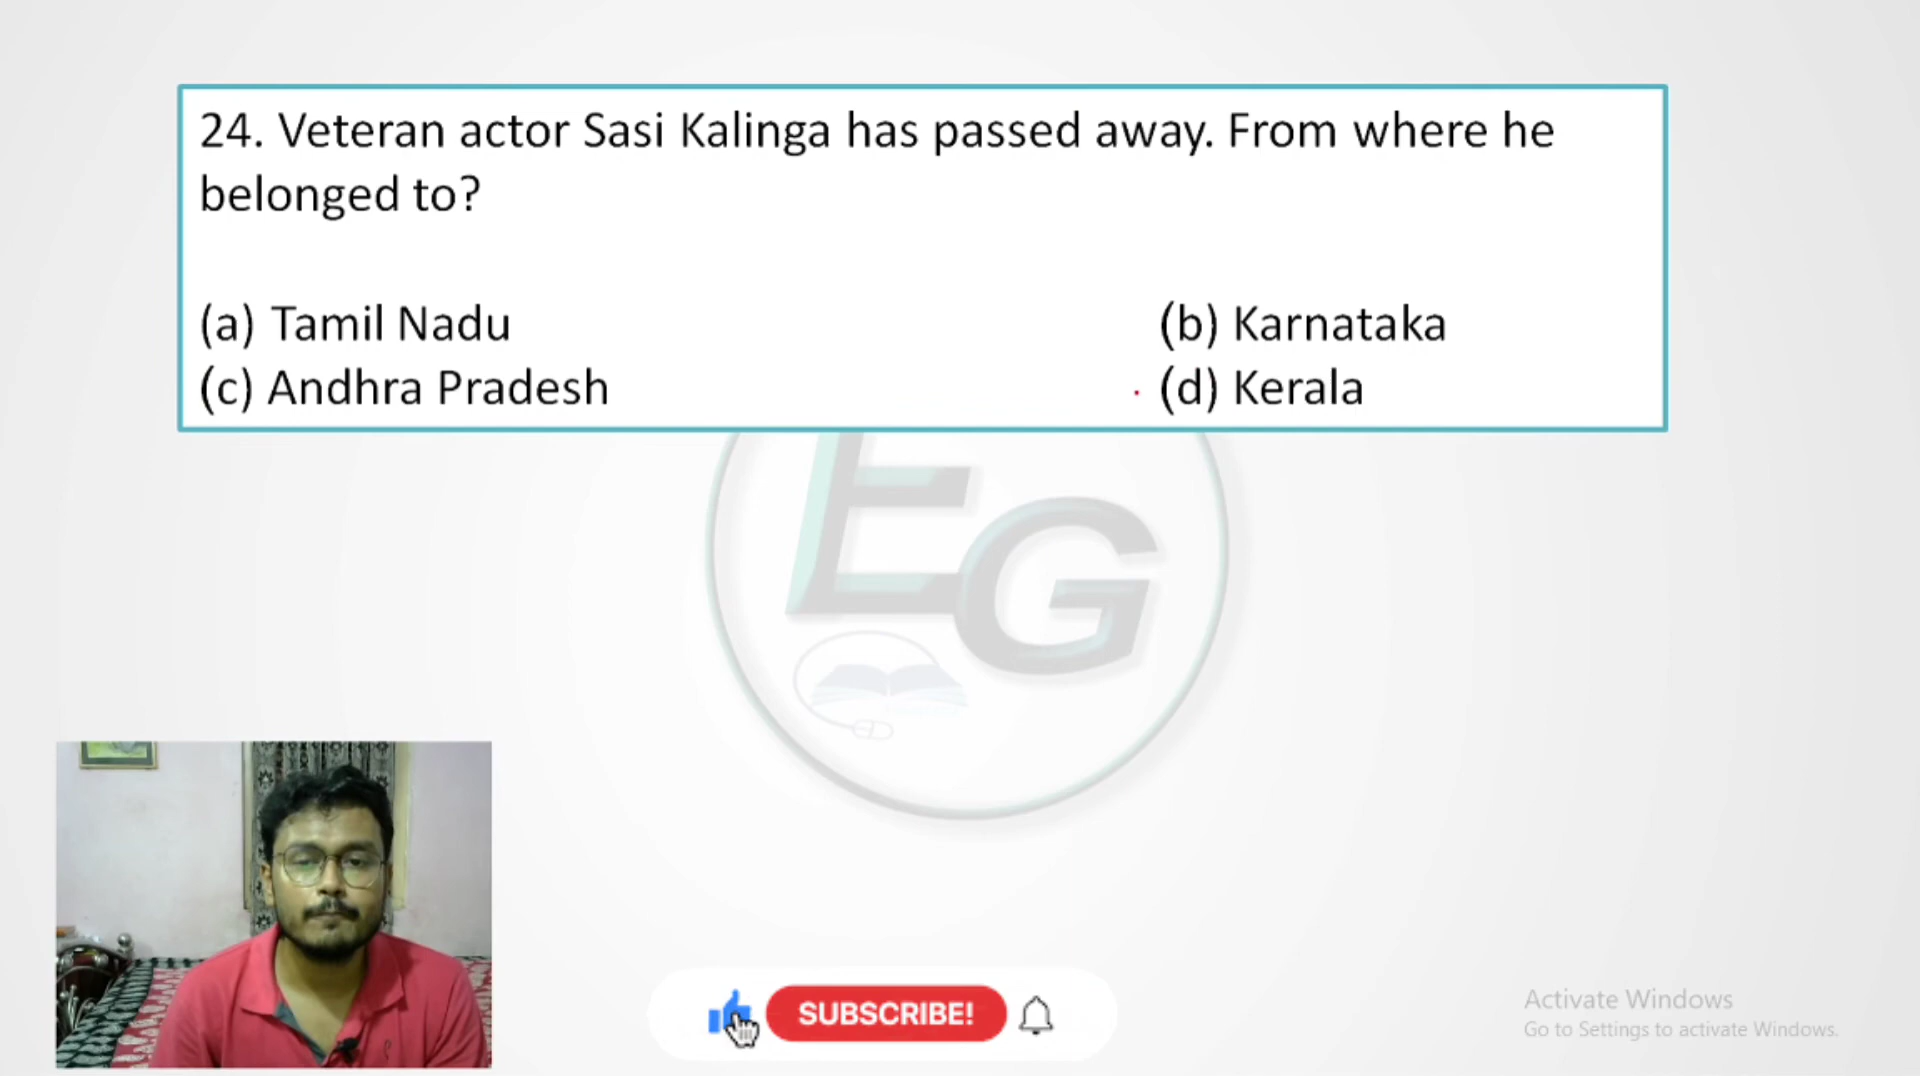 24. Veteran actor Sasi Kalinga has passed away. From where he
belonged to?
(a) Tamil Nadu (b) Karnataka
(c) Andhra Pradesh (d) Kerala
EG
SUBSCRIBE!
Activate Windows
Go to Settings to activate Windows.